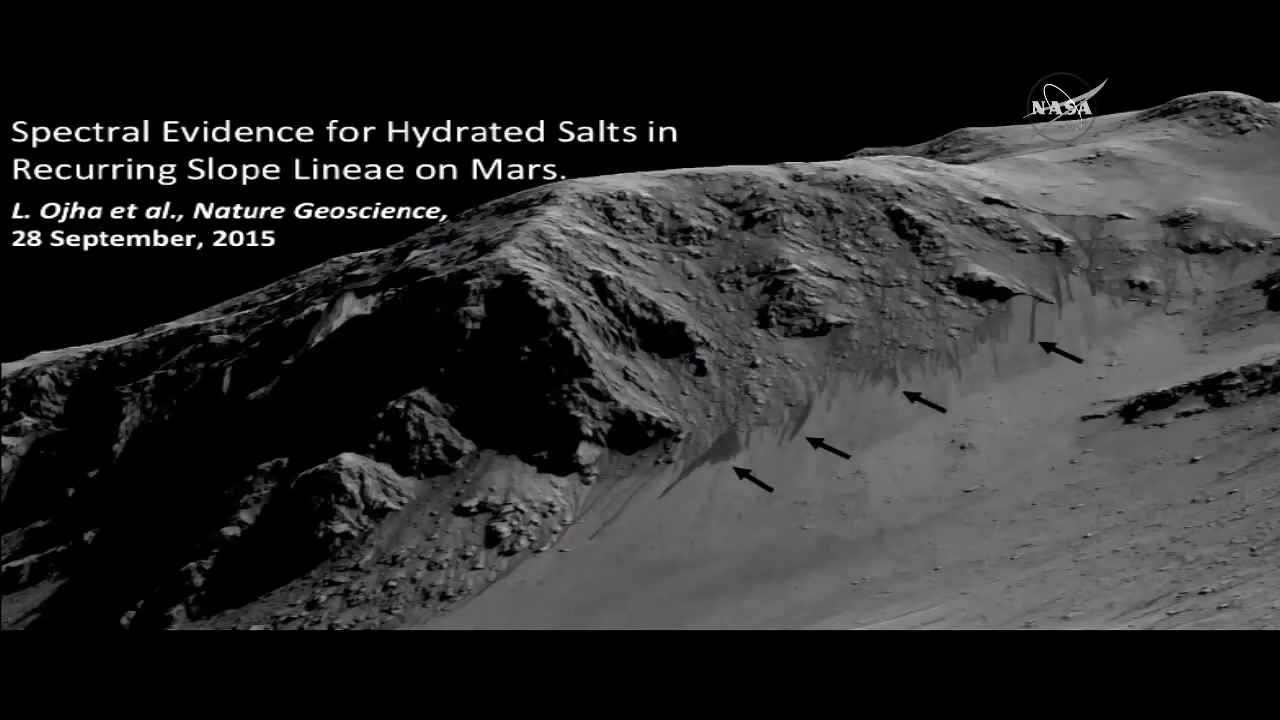 Spectral Evidence for Hydrated Salts in
Recurring Slope Lineae on Mars.
L. Ojha et al., Nature Geoscience,
28 September, 2015
NASA